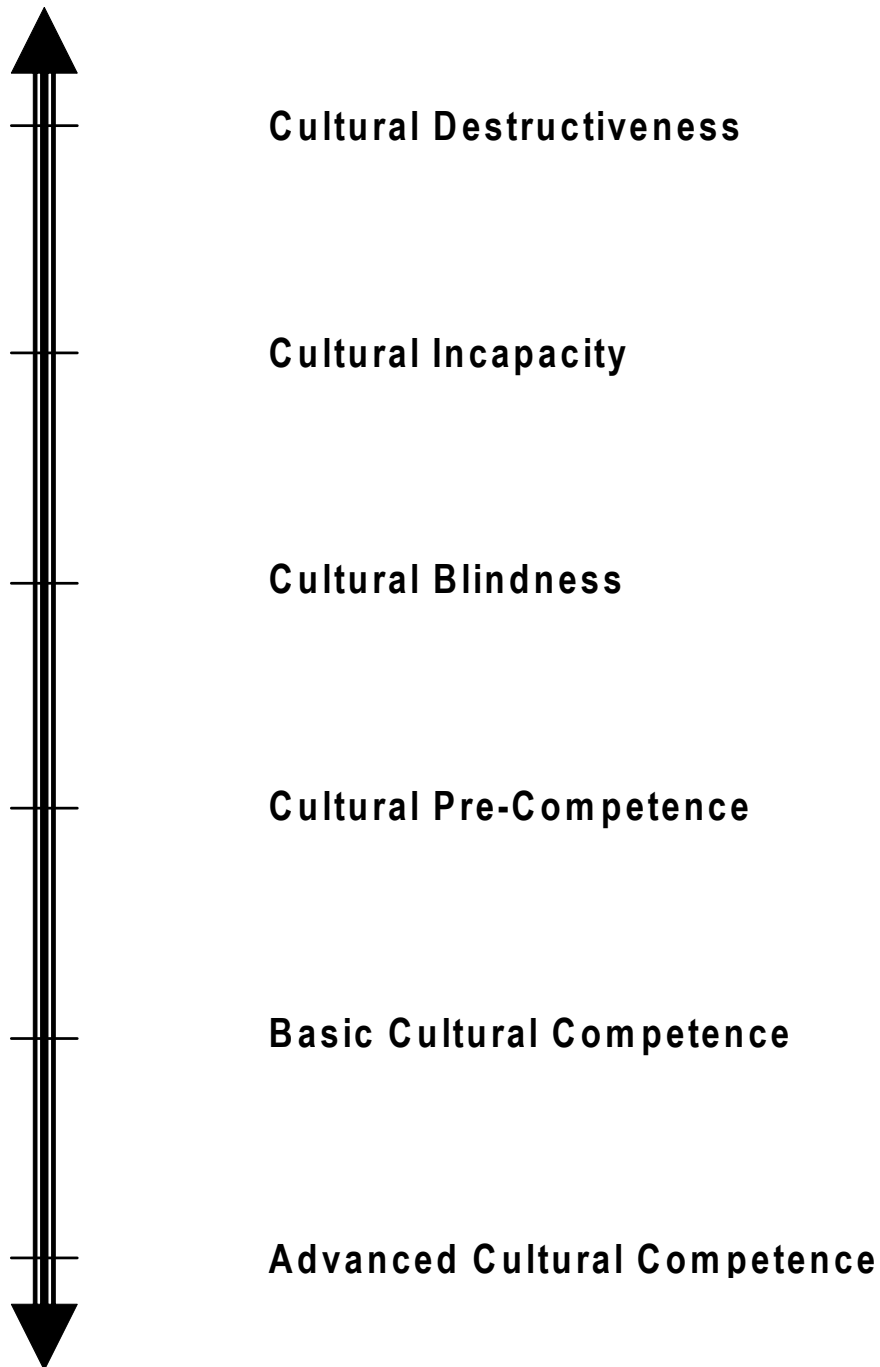 Cultural Destructiveness
Cultural Incapacity
Cultural Blindness
Cultural Pre-Competence
Basic Cultural Competence
Advanced Cultural Competence